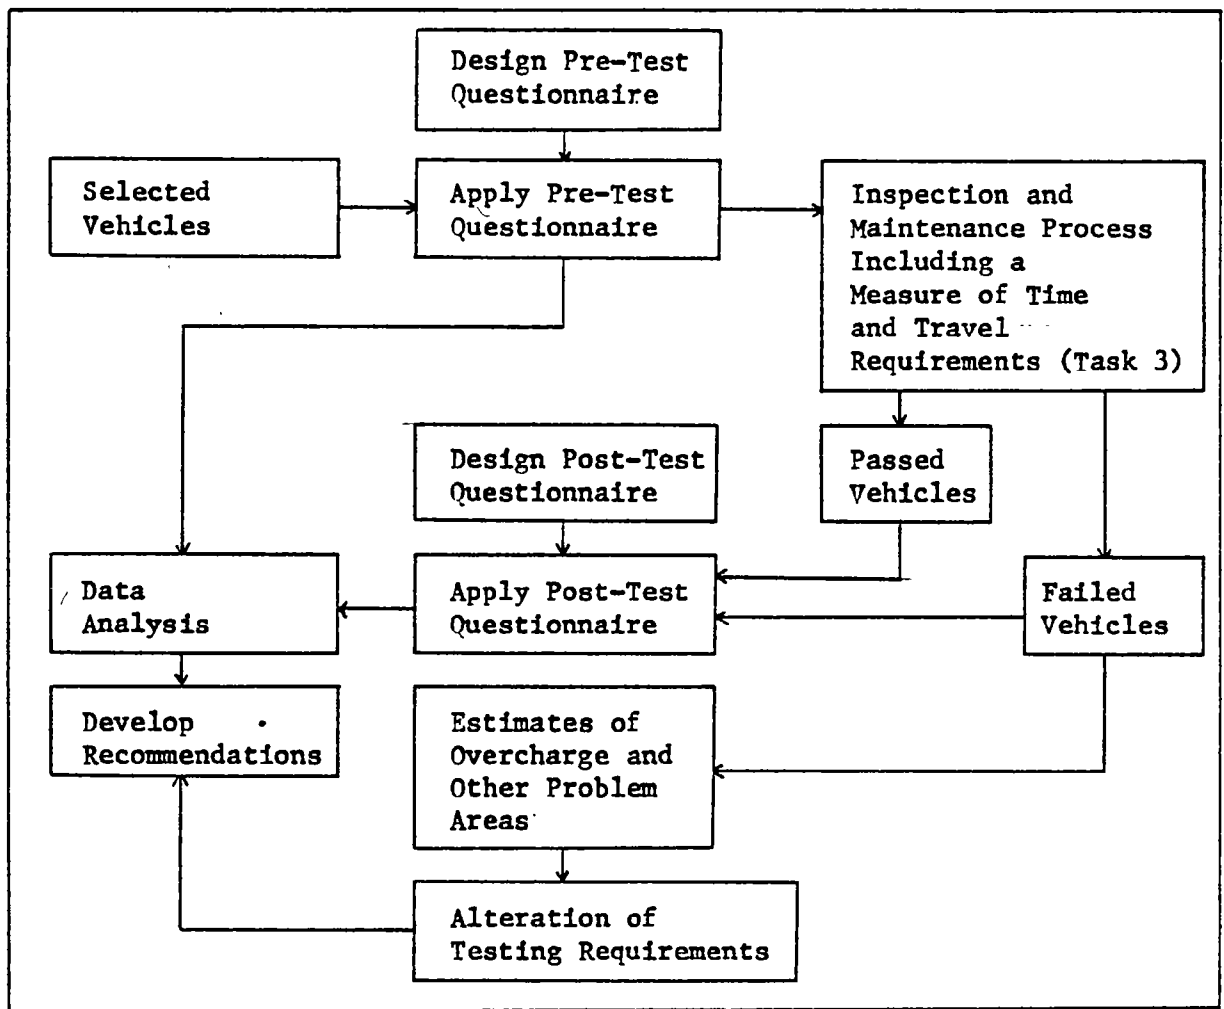 Design Pre-Test
Questionnaire
Selected
Vehicles
Apply Pre-Test
Questionnaire
Inspection and
Maintenance Process
Including a
Measure of Time
and Travel
Requirements (Task 3)
Design Post-Test
Questionnaire
Passed
Vehicles
Data
Analysis
Apply Post-Test
Questionnaire
Failed
Vehicles
Develop
Recommendations
Estimates of
Overcharge and
Other Problem
Areas
Alteration of
Testing Requirements